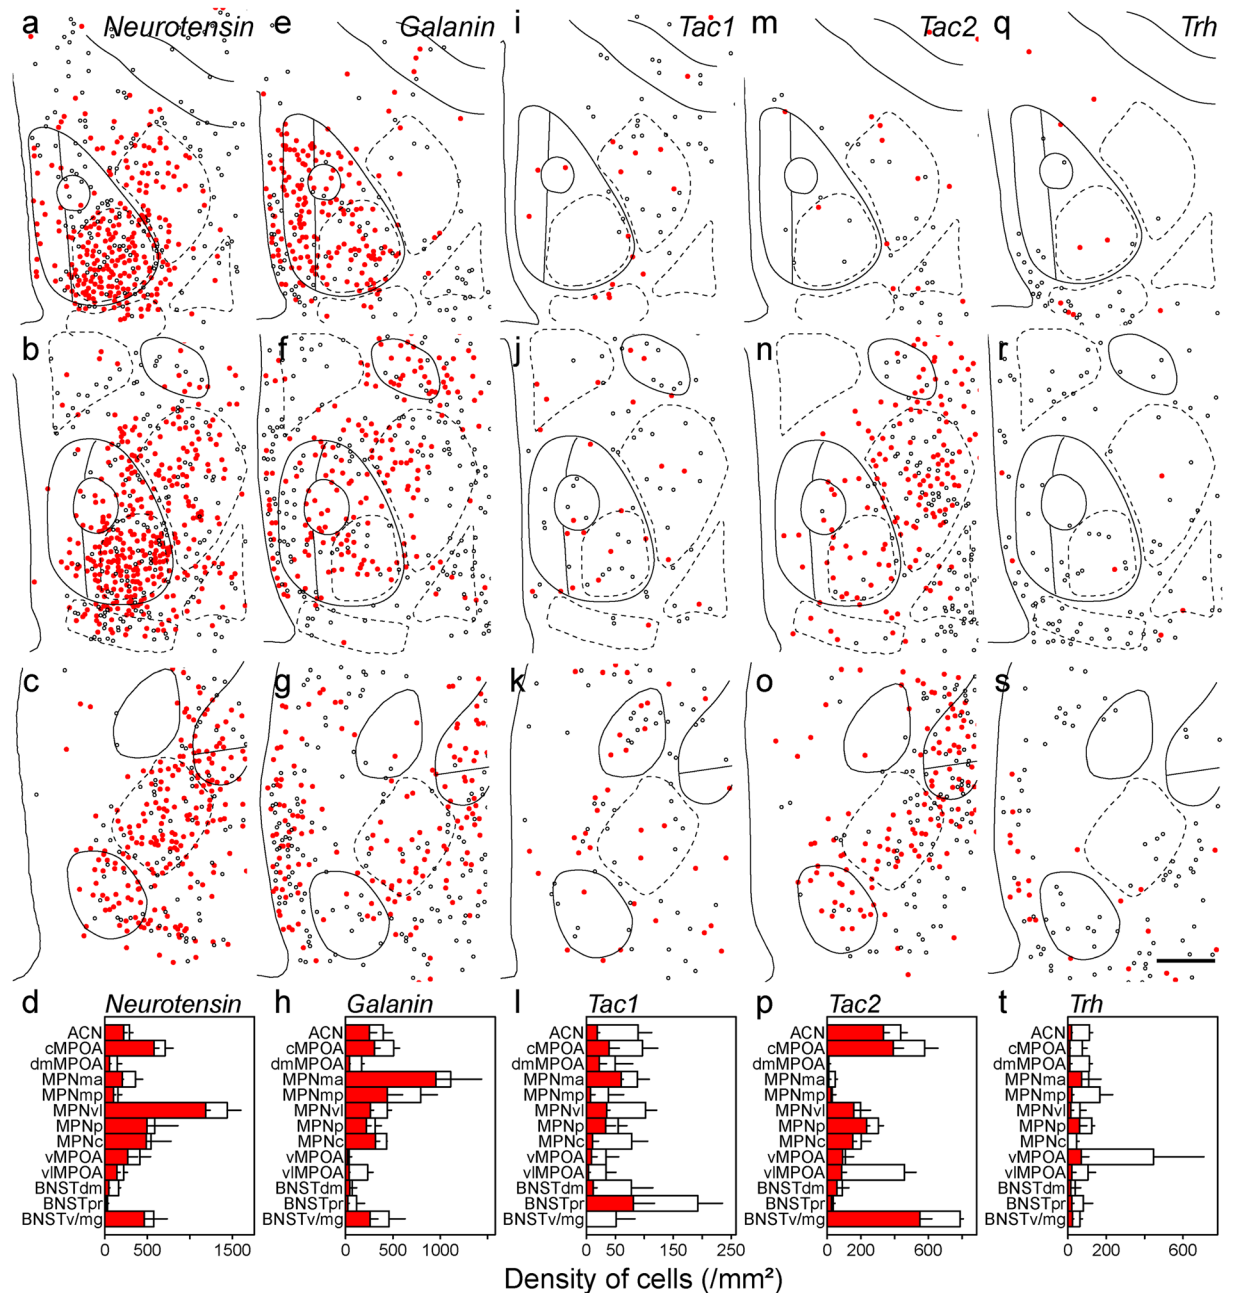 a Neurotensin e Galanin i Tac1 m Tac2 q Trh
b f j n r
c g k o s
d Neurotensin
ACN
cMPOA
dmMPOA
MPNma
MPNmp
MPNvl
MPNp
MPNc
vMPOA
vlMPOA
BNSTdm
BNSTpr
BNSTv/mg
0 500 1500
h Galanin
ACN
cMPOA
dmMPOA
MPNma
MPNmp
MPNvl
MPNp
MPNc
vMPOA
vlMPOA
BNSTdm
BNSTpr
BNSTv/mg
0 500 1000
l Tac1
ACN
cMPOA
dmMPOA
MPNma
MPNmp
MPNvl
MPNp
MPNc
vMPOA
vlMPOA
BNSTdm
BNSTpr
BNSTv/mg
0 50 150 250
p Tac2
ACN
cMPOA
dmMPOA
MPNma
MPNmp
MPNvl
MPNp
MPNc
vMPOA
vlMPOA
BNSTdm
BNSTpr
BNSTv/mg
0 200 600
t Trh
ACN
cMPOA
dmMPOA
MPNma
MPNmp
MPNvl
MPNp
MPNc
vMPOA
vlMPOA
BNSTdm
BNSTpr
BNSTv/mg
0 200 600
Density of cells (/mm²)